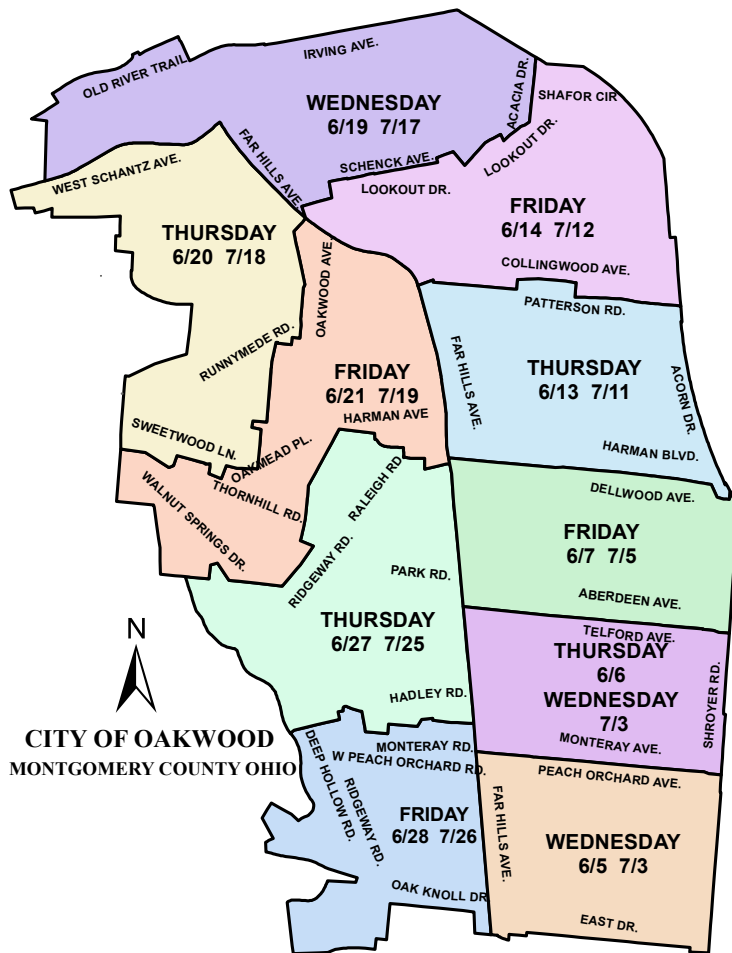 IRVING AVE.
OLD RIVER TRAIL
ACACIA DR.
SHAFOR CIR
WEDNESDAY
6/19 7/17
FAR HILLS AVE.
SCHENCK AVE.
LOOKOUT DR.
LOOKOUT DR.
WEST SCHANTZ AVE.
FRIDAY
6/14 7/12
THURSDAY
6/20 7/18
OAKWOOD AVE.
COLLINGWOOD AVE.
PATTERSON RD.
RUNNYMEDE RD.
FAR HILLS AVE.
THURSDAY
6/13 7/11
ACORN DR.
FRIDAY
6/21 7/19
HARMAN AVE
SWEETWOOD LN.
OAKMEAD PL.
HARMAN BLVD.
THORNHILL RD.
WALNUT SPRINGS DR.
RALEIGH RD.
DELLWOOD AVE.
RIDGEWAY RD.
FRIDAY
6/7 7/5
PARK RD.
ABERDEEN AVE.
THURSDAY
6/27 7/25
TELFORD AVE.
THURSDAY
6/6
WEDNESDAY
7/3
SHROYER RD.
HADLEY RD.
MONTERAY AVE.
N
CITY OF OAKWOOD
MONTGOMERY COUNTY OHIO
MONTERAY RD.
W PEACH ORCHARD RD.
DEEP HOLLOW RD.
RIDGEWAY RD.
PEACH ORCHARD AVE.
FAR HILLS AVE.
FRIDAY
6/28 7/26
WEDNESDAY
6/5 7/3
OAK KNOLL DR
EAST DR.